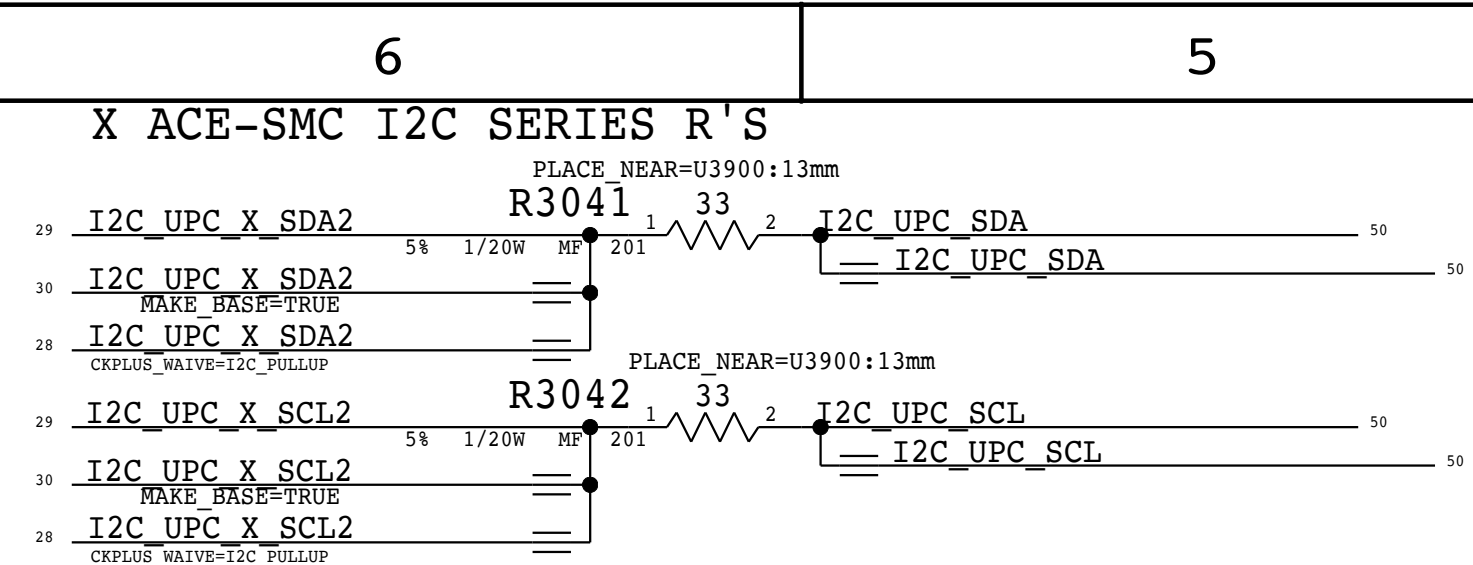 6 5
X ACE-SMC I2C SERIES R'S
PLACE_NEAR=U3900:13mm
R3041 1 33 2
29 I2C_UPC_X_SDA2 5% 1/20W MF 201 I2C_UPC_SDA 50
I2C_UPC_SDA 50
30 I2C_UPC_X_SDA2
MAKE_BASE=TRUE
28 I2C_UPC_X_SDA2
CKPLUS_WAIVE=I2C_PULLUP
PLACE_NEAR=U3900:13mm
R3042 1 33 2
29 I2C_UPC_X_SCL2 5% 1/20W MF 201 I2C_UPC_SCL 50
I2C_UPC_SCL 50
30 I2C_UPC_X_SCL2
MAKE_BASE=TRUE
28 I2C_UPC_X_SCL2
CKPLUS_WAIVE=I2C_PULLUP